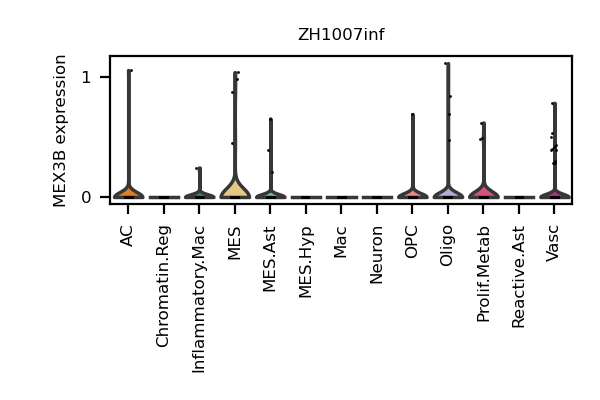 ZH1007inf
MEX3B expression
1
0
AC
Chromatin.Reg
Inflammatory.Mac
MES
MES.Ast
MES.Hyp
Mac
Neuron
OPC
Oligo
Prolif.Metab
Reactive.Ast
Vasc